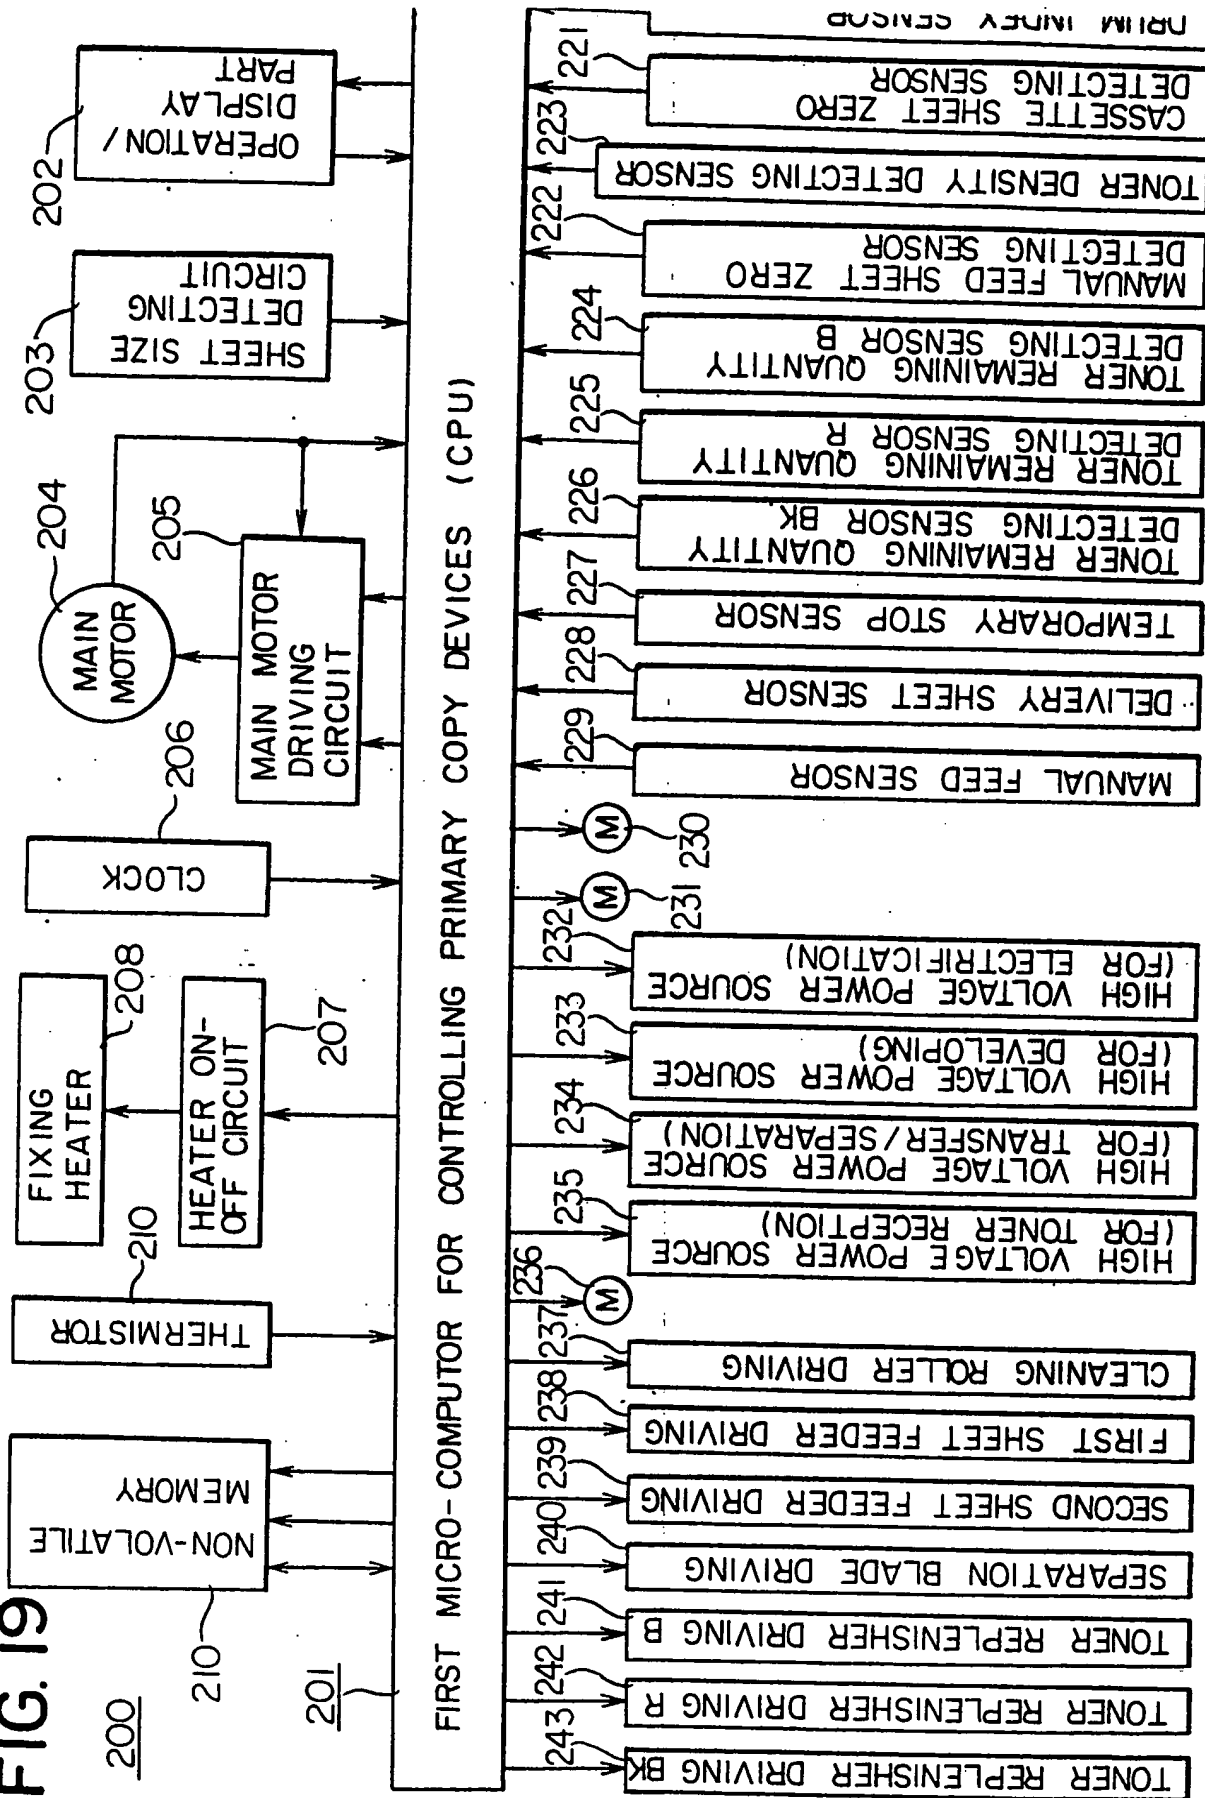 FIG. 19
200
201
210
NON-VOLATILE
MEMORY
THERMISTOR
210
FIXING
HEATER
208
HEATER ON-
OFF CIRCUIT
207
CLOCK
206
MAIN
MOTOR
204
MAIN MOTOR
DRIVING
CIRCUIT
205
SHEET SIZE
DETECTING
CIRCUIT
203
OPERATION/
DISPLAY
PART
202
FIRST MICRO-COMPUTOR FOR CONTROLLING PRIMARY COPY DEVICES (CPU)
243
TONER REPLENISHER DRIVING BK
242
TONER REPLENISHER DRIVING R
241
TONER REPLENISHER DRIVING B
240
SEPARATION BLADE DRIVING
239
SECOND SHEET FEEDER DRIVING
238
FIRST SHEET FEEDER DRIVING
237
CLEANING ROLLER DRIVING
236
M
235
HIGH VOLTAGE POWER SOURCE
(FOR TONER RECEPTION)
234
HIGH VOLTAGE POWER SOURCE
(FOR TRANSFER/SEPARATION)
233
HIGH VOLTAGE POWER SOURCE
(FOR DEVELOPING)
232
HIGH VOLTAGE POWER SOURCE
(FOR ELECTRIFICATION)
M
231
M
230
229
MANUAL FEED SENSOR
228
DELIVERY SHEET SENSOR
227
TEMPORARY STOP SENSOR
226
TONER REMAINING QUANTITY
DETECTING SENSOR BK
225
TONER REMAINING QUANTITY
DETECTING SENSOR R
224
TONER REMAINING QUANTITY
DETECTING SENSOR B
222
MANUAL FEED SHEET ZERO
DETECTING SENSOR
223
TONER DENSITY DETECTING SENSOR
221
CASSETTE SHEET ZERO
DETECTING SENSOR
DRUM INDEX SENSOR